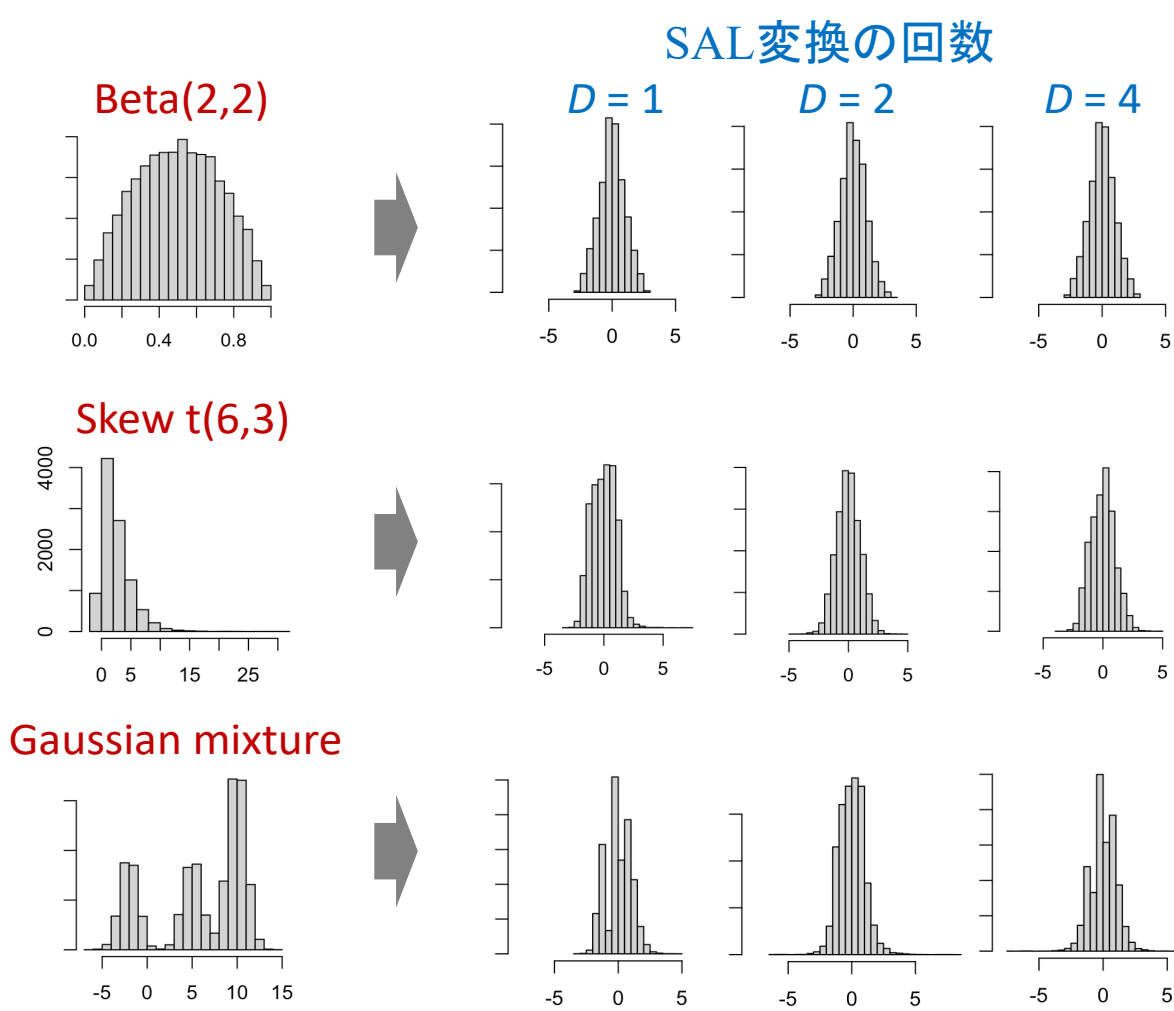 SAL変換の回数
Beta(2,2)
D = 1
D = 2
D = 4
0.0 0.4 0.8
-5 0 5
-5 0 5
-5 0 5
Skew t(6,3)
0 2000 4000
0 5 15 25
-5 0 5
-5 0 5
-5 0 5
Gaussian mixture
-5 0 5 10 15
-5 0 5
-5 0 5
-5 0 5